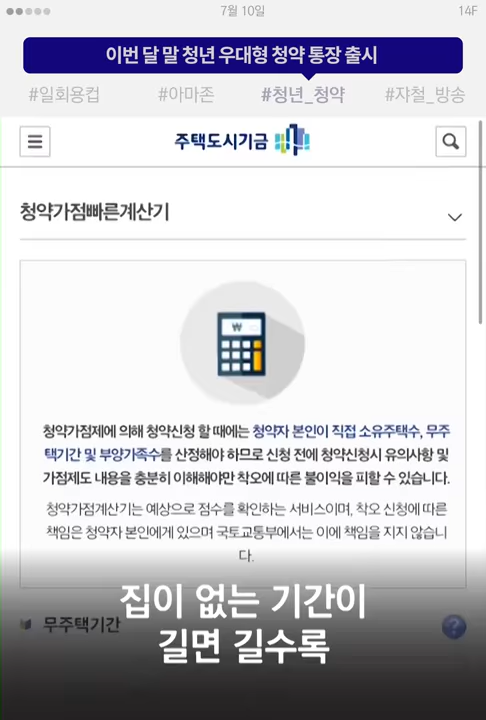 7월 10일
14F
이번 달 말 청년 우대형 청약 통장 출시
#일회용컵 #아마존 #청년_청약 #쟈철_방송
주택도시기금
청약가점빠른계산기
₩
청약가점제에 의해 청약신청 할 때에는 청약자 본인이 직접 소유주택수, 무주
택기간 및 부양가족수를 산정해야 하므로 신청 전에 청약신청시 유의사항 및
가점제도 내용을 충분히 이해해야만 착오에 따른 불이익을 피할 수 있습니다.
청약가점계산기는 예상으로 점수를 확인하는 서비스이며, 착오 신청에 따른
책임은 청약자 본인에게 있으며 국토교통부에서는 이에 책임을 지지 않습니
다.
집이 없는 기간이
무주택기간 ?
길면 길수록